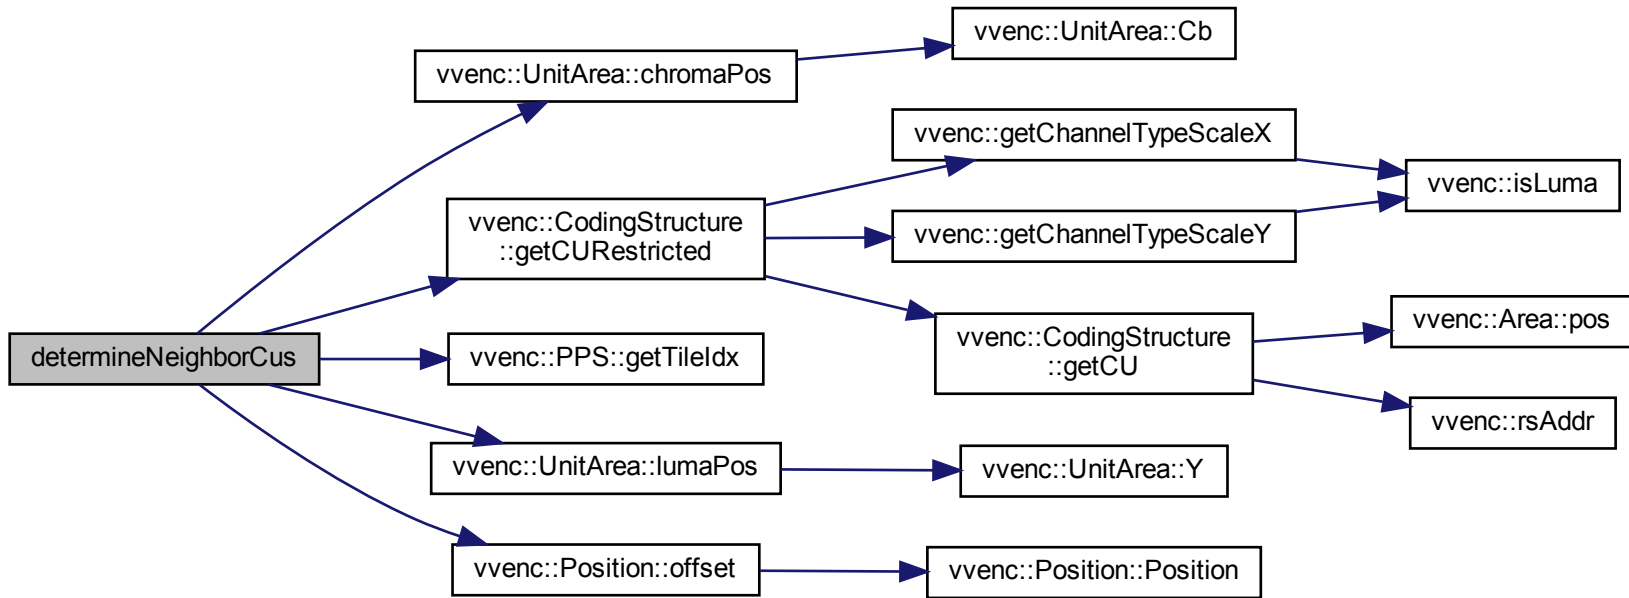 determineNeighborCus
vvenc::UnitArea::chromaPos
vvenc::UnitArea::Cb
vvenc::CodingStructure
::getCURestricted
vvenc::getChannelTypeScaleX
vvenc::isLuma
vvenc::getChannelTypeScaleY
vvenc::CodingStructure
::getCU
vvenc::Area::pos
vvenc::rsAddr
vvenc::PPS::getTileIdx
vvenc::UnitArea::lumaPos
vvenc::UnitArea::Y
vvenc::Position::offset
vvenc::Position::Position